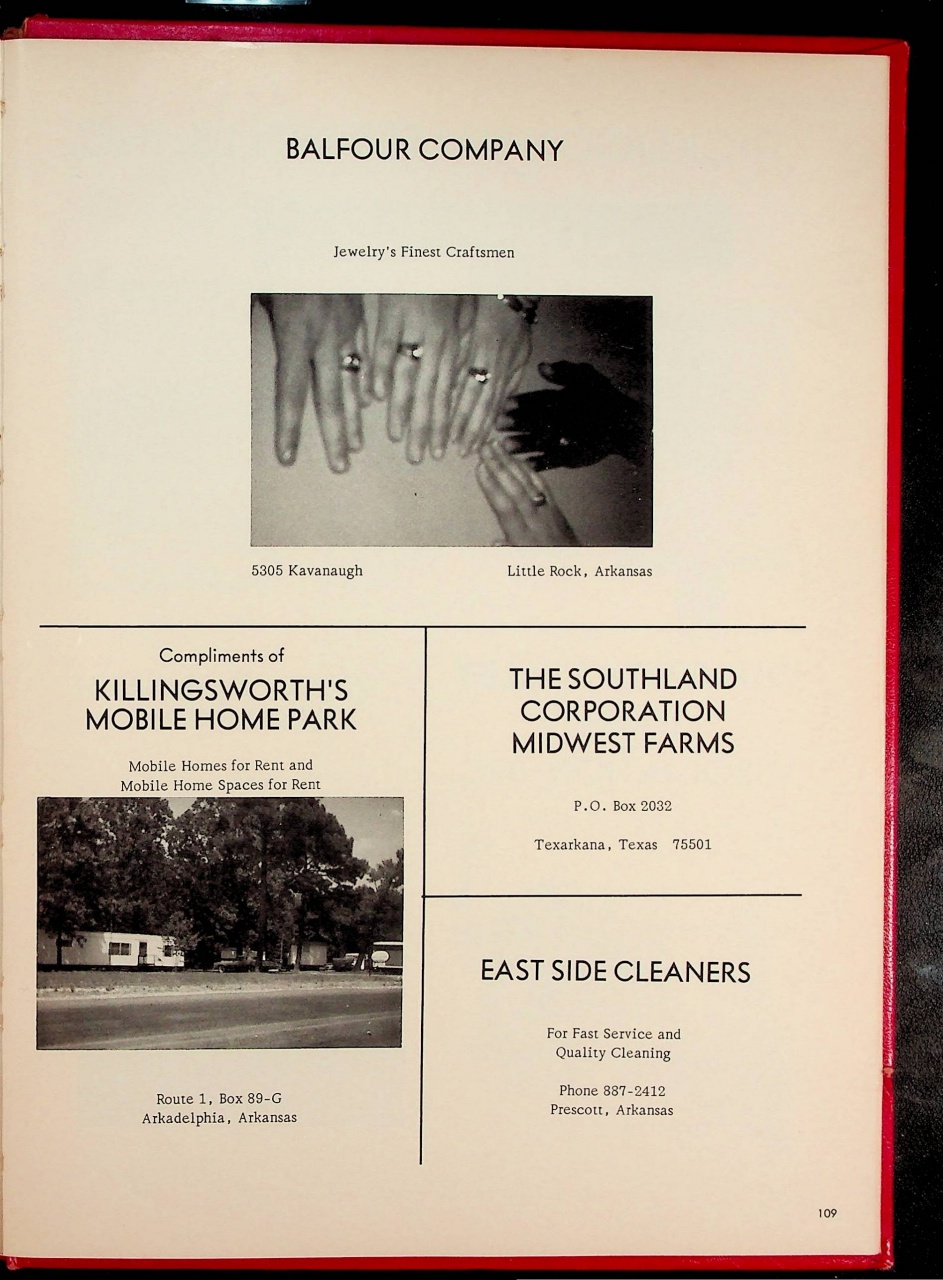 BALFOUR COMPANY
Jewelry's Finest Craftsmen
5305 Kavanaugh
Little Rock, Arkansas
Compliments of
KILLINGSWORTH'S
MOBILE HOME PARK
Mobile Homes for Rent and
Mobile Home Spaces for Rent
Route 1, Box 89-G
Arkadelphia, Arkansas
THE SOUTHLAND
CORPORATION
MIDWEST FARMS
P.O. Box 2032
Texarkana, Texas 75501
EAST SIDE CLEANERS
For Fast Service and
Quality Cleaning
Phone 887-2412
Prescott, Arkansas
109